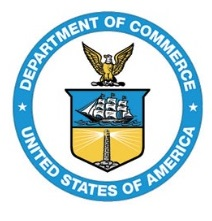 DEPARTMENT OF COMMERCE
UNITED STATES OF AMERICA